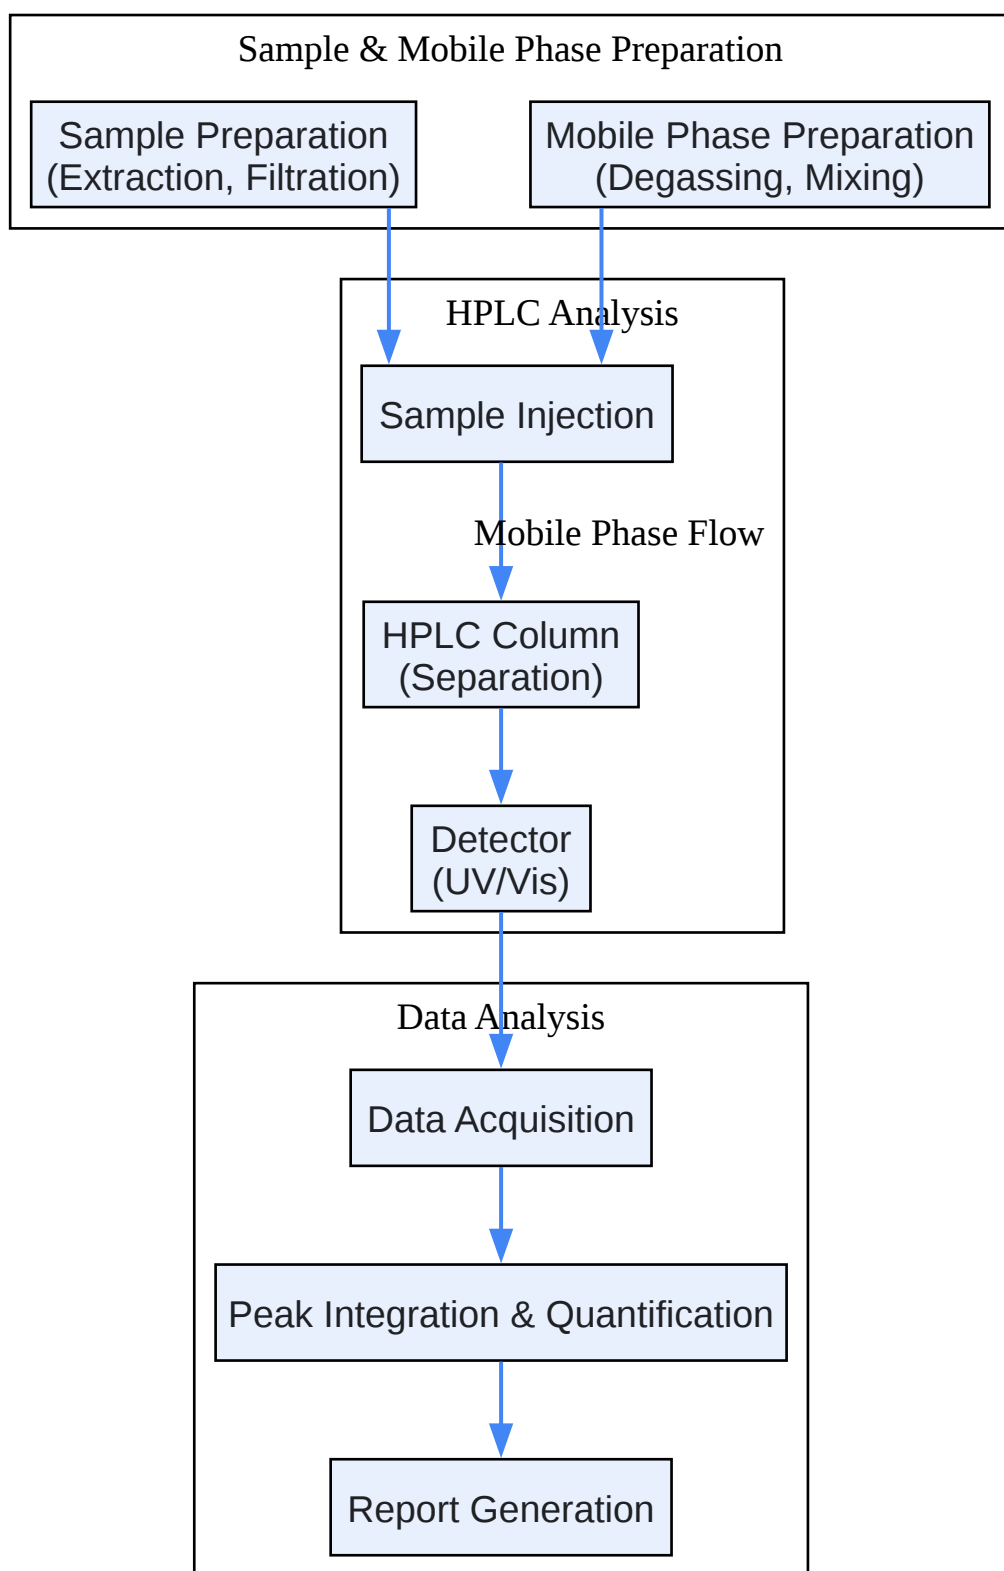 Sample & Mobile Phase Preparation
Sample Preparation
(Extraction, Filtration)
Mobile Phase Preparation
(Degassing, Mixing)
HPLC Analysis
Sample Injection
Mobile Phase Flow
HPLC Column
(Separation)
Detector
(UV/Vis)
Data Analysis
Data Acquisition
Peak Integration & Quantification
Report Generation